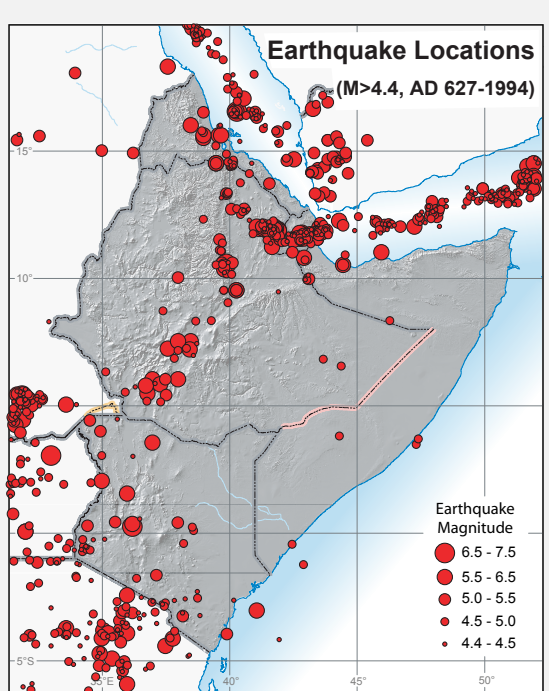 Earthquake Locations
(M>4.4, AD 627-1994)
15°
10°
Earthquake
Magnitude
6.5 - 7.5
5.5 - 6.5
5.0 - 5.5
4.5 - 5.0
4.4 - 4.5
5°S
35°E
40°
45°
50°